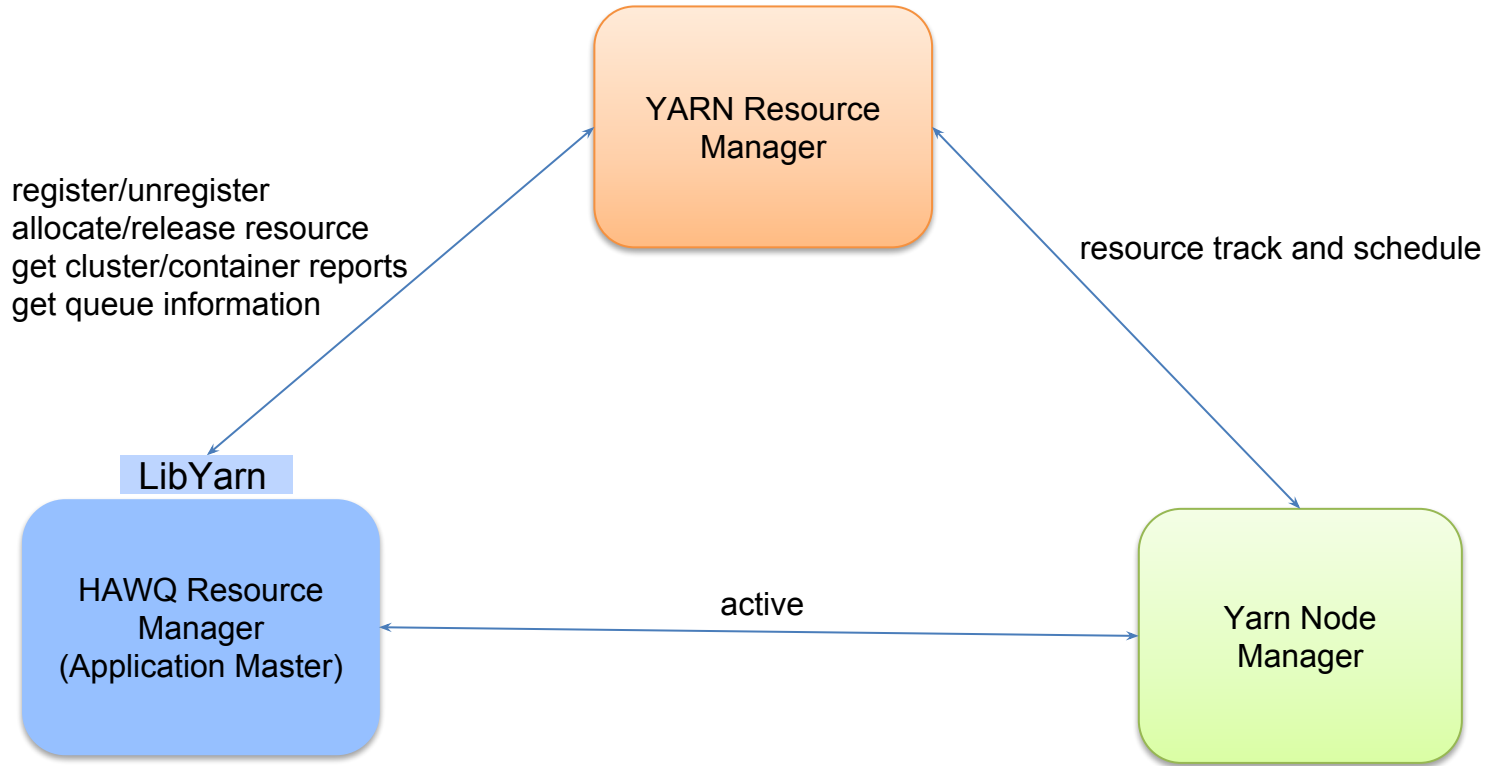 YARN Resource
Manager
register/unregister
allocate/release resource
get cluster/container reports
get queue information
resource track and schedule
LibYarn
HAWQ Resource
Manager
(Application Master)
active
Yarn Node
Manager